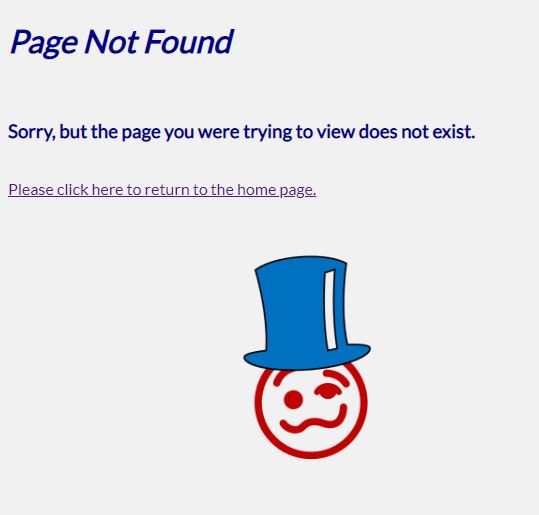 Page Not Found
Sorry, but the page you were trying to view does not exist.
Please click here to return to the home page.